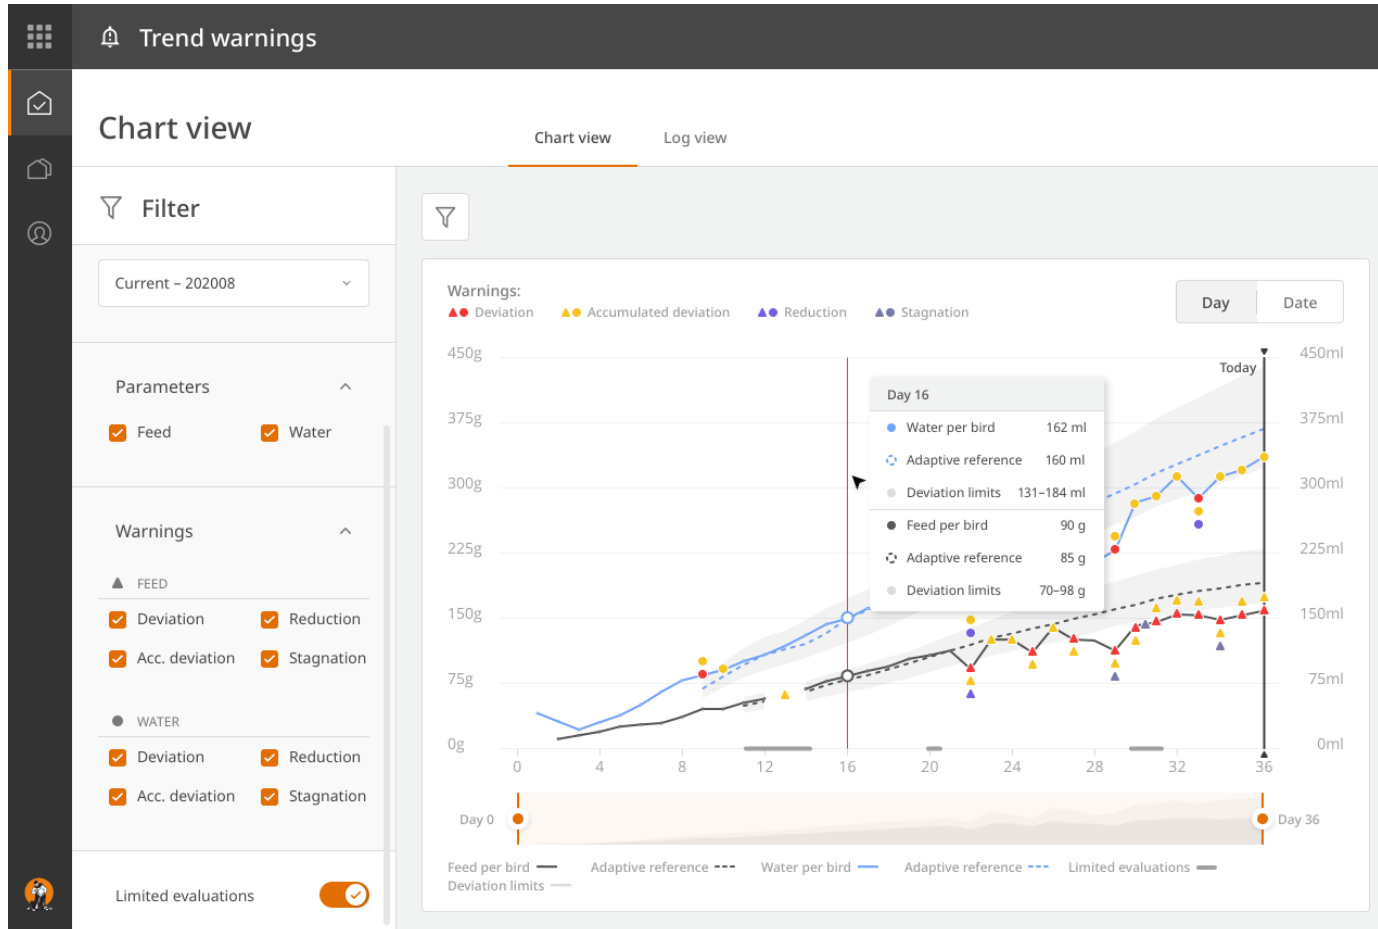 Trend warnings
Chart view
Chart view Log view
Filter
Current – 202008
Parameters
Feed Water
Warnings
FEED
Deviation Reduction
Acc. deviation Stagnation
WATER
Deviation Reduction
Acc. deviation Stagnation
Limited evaluations
Warnings:
Deviation Accumulated deviation Reduction Stagnation
Day Date
450g 450ml
Today
375g 375ml
300g 300ml
225g 225ml
150g 150ml
75g 75ml
0g 0ml
Day 16
Water per bird 162 ml
Adaptive reference 160 ml
Deviation limits 131–184 ml
Feed per bird 90 g
Adaptive reference 85 g
Deviation limits 70–98 g
0 4 8 12 16 20 24 28 32 36
Day 0 Day 36
Feed per bird Adaptive reference Water per bird Adaptive reference Limited evaluations
Deviation limits